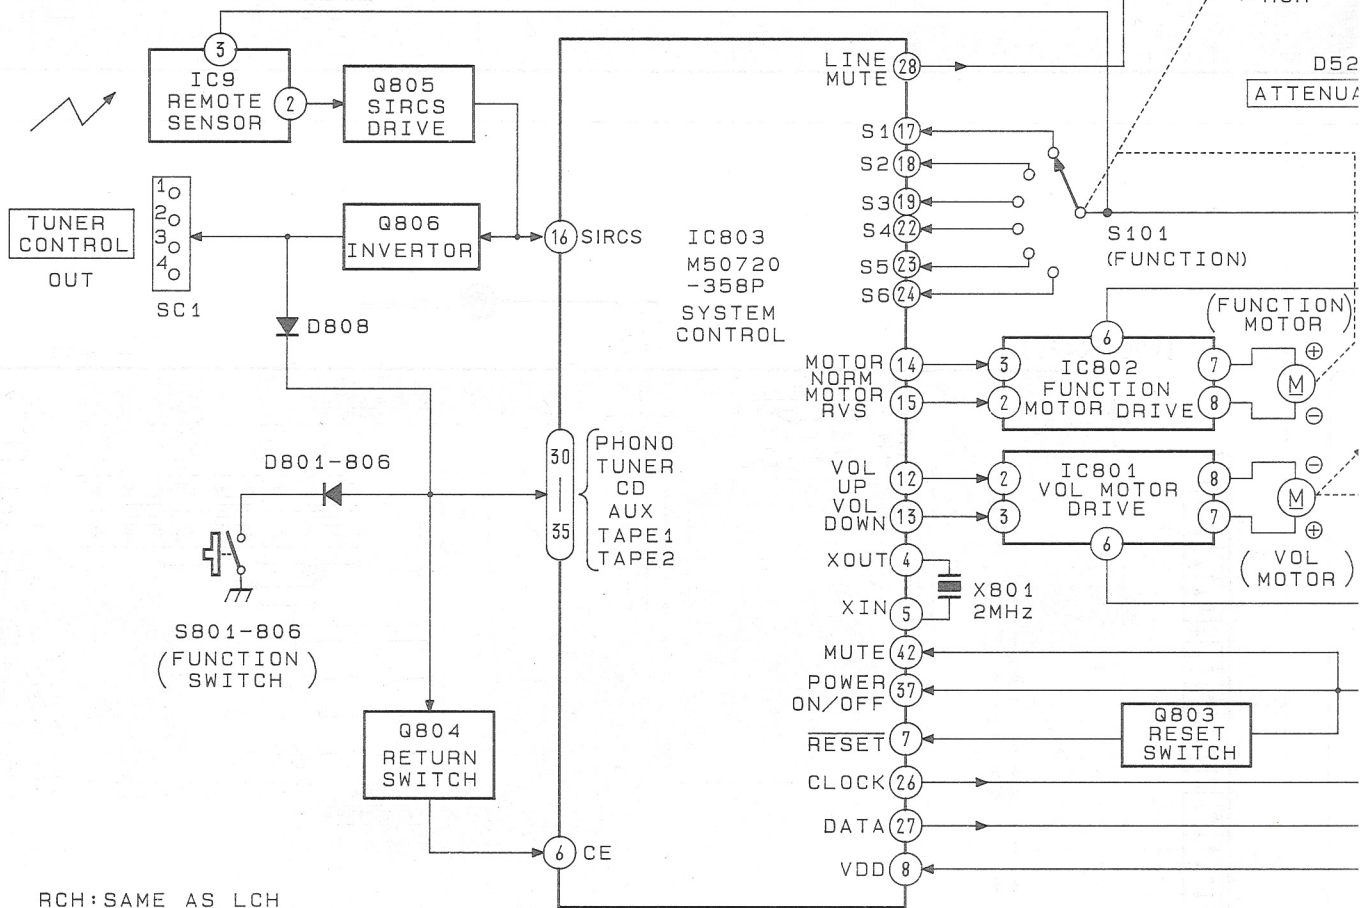 3
IC9
REMOTE
SENSOR
2
Q805
SIRCS
DRIVE
TUNER
CONTROL
OUT
1
2
3
4
SC1
Q806
INVERTOR
D808
D801-806
S801-806
(FUNCTION
SWITCH)
Q804
RETURN
SWITCH
RCH:SAME AS LCH
16 SIRCS
30
35
PHONO
TUNER
CD
AUX
TAPE1
TAPE2
6 CE
IC803
M50720
-358P
SYSTEM
CONTROL
LINE
MUTE 28
S1 17
S2 18
S3 19
S4 22
S5 23
S6 24
MOTOR
NORM 14
MOTOR
RVS 15
VOL
UP 12
VOL
DOWN 13
XOUT 4
XIN 5
MUTE 42
POWER
ON/OFF 37
RESET 7
CLOCK 26
DATA 27
VDD 8
D52
ATTENUA
S101
(FUNCTION)
(FUNCTION
MOTOR)
6
3
2
IC802
FUNCTION
MOTOR DRIVE
7
8
⊕
M
⊖
2
3
IC801
VOL MOTOR
DRIVE
8
7
6
⊖
M
⊕
(VOL
MOTOR)
X801
2MHz
Q803
RESET
SWITCH